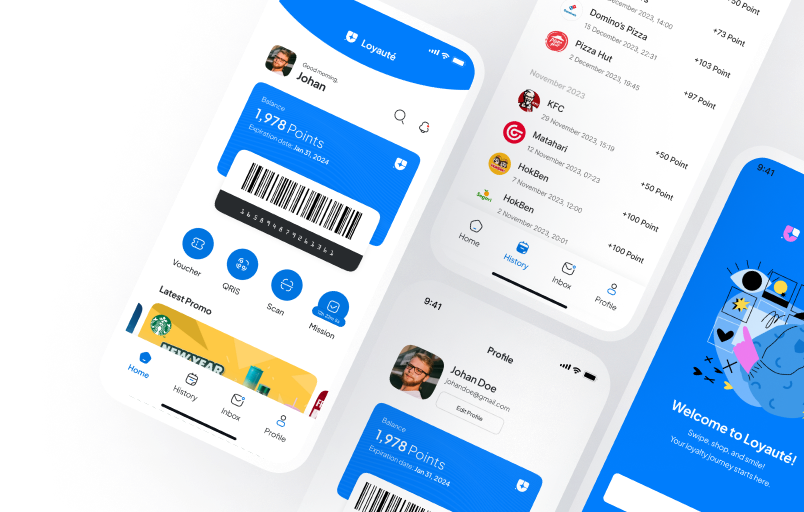 Loyauté
Good morning,
Johan
Balance
1,978 Points
Expiration date: Jan 31, 2024
Voucher
QRIS
Scan
Mission
Latest Promo
NEW YEAR
Home
History
Inbox
Profile
+50 Point
Domino's Pizza
15 December 2023, 22:31
+73 Point
Pizza Hut
2 December 2023, 19:45
+103 Point
+97 Point
November 2023
KFC
29 November 2023, 15:19
+50 Point
Matahari
12 November 2023, 07:23
+50 Point
HokBen
7 November 2023, 12:00
+100 Point
HokBen
2 November 2023, 20:01
+100 Point
Home
History
Inbox
Profile
9:41
Profile
Johan Doe
johandoe@gmail.com
Edit Profile
Balance
1,978 Points
Expiration date: Jan 31, 2024
9:41
Welcome to Loyauté!
Swipe, shop, and smile!
Your loyalty journey starts here.